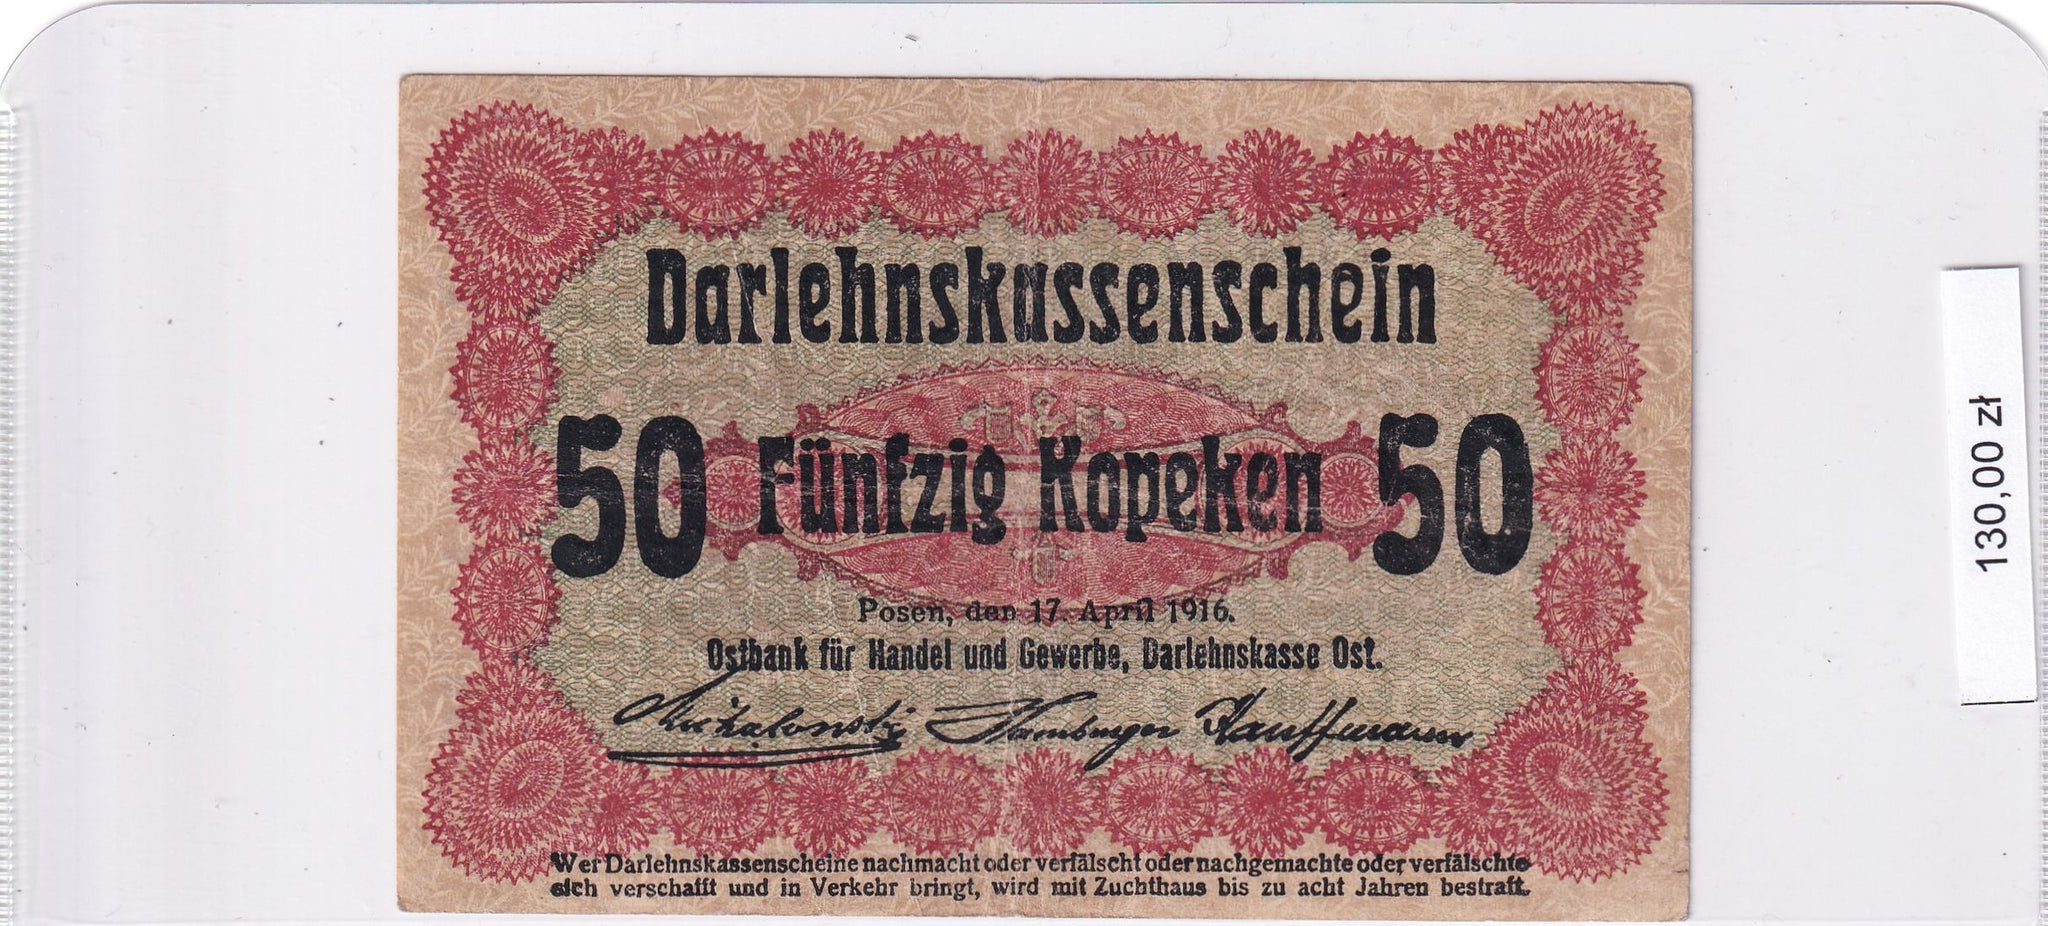 Darlehnskassenschein
50 Fünfzig Kopeken 50
Posen, den 17. April 1916.
Ostbank für Handel und Gewerbe, Darlehnskasse Ost.
Hamburger Kauffmann
Wer Darlehnskassenscheine nachmacht oder verfälscht oder nachgemachte oder verfälschte
sich verschafft und in Verkehr bringt, wird mit Zuchthaus bis zu acht Jahren bestraft.
130,00 zł